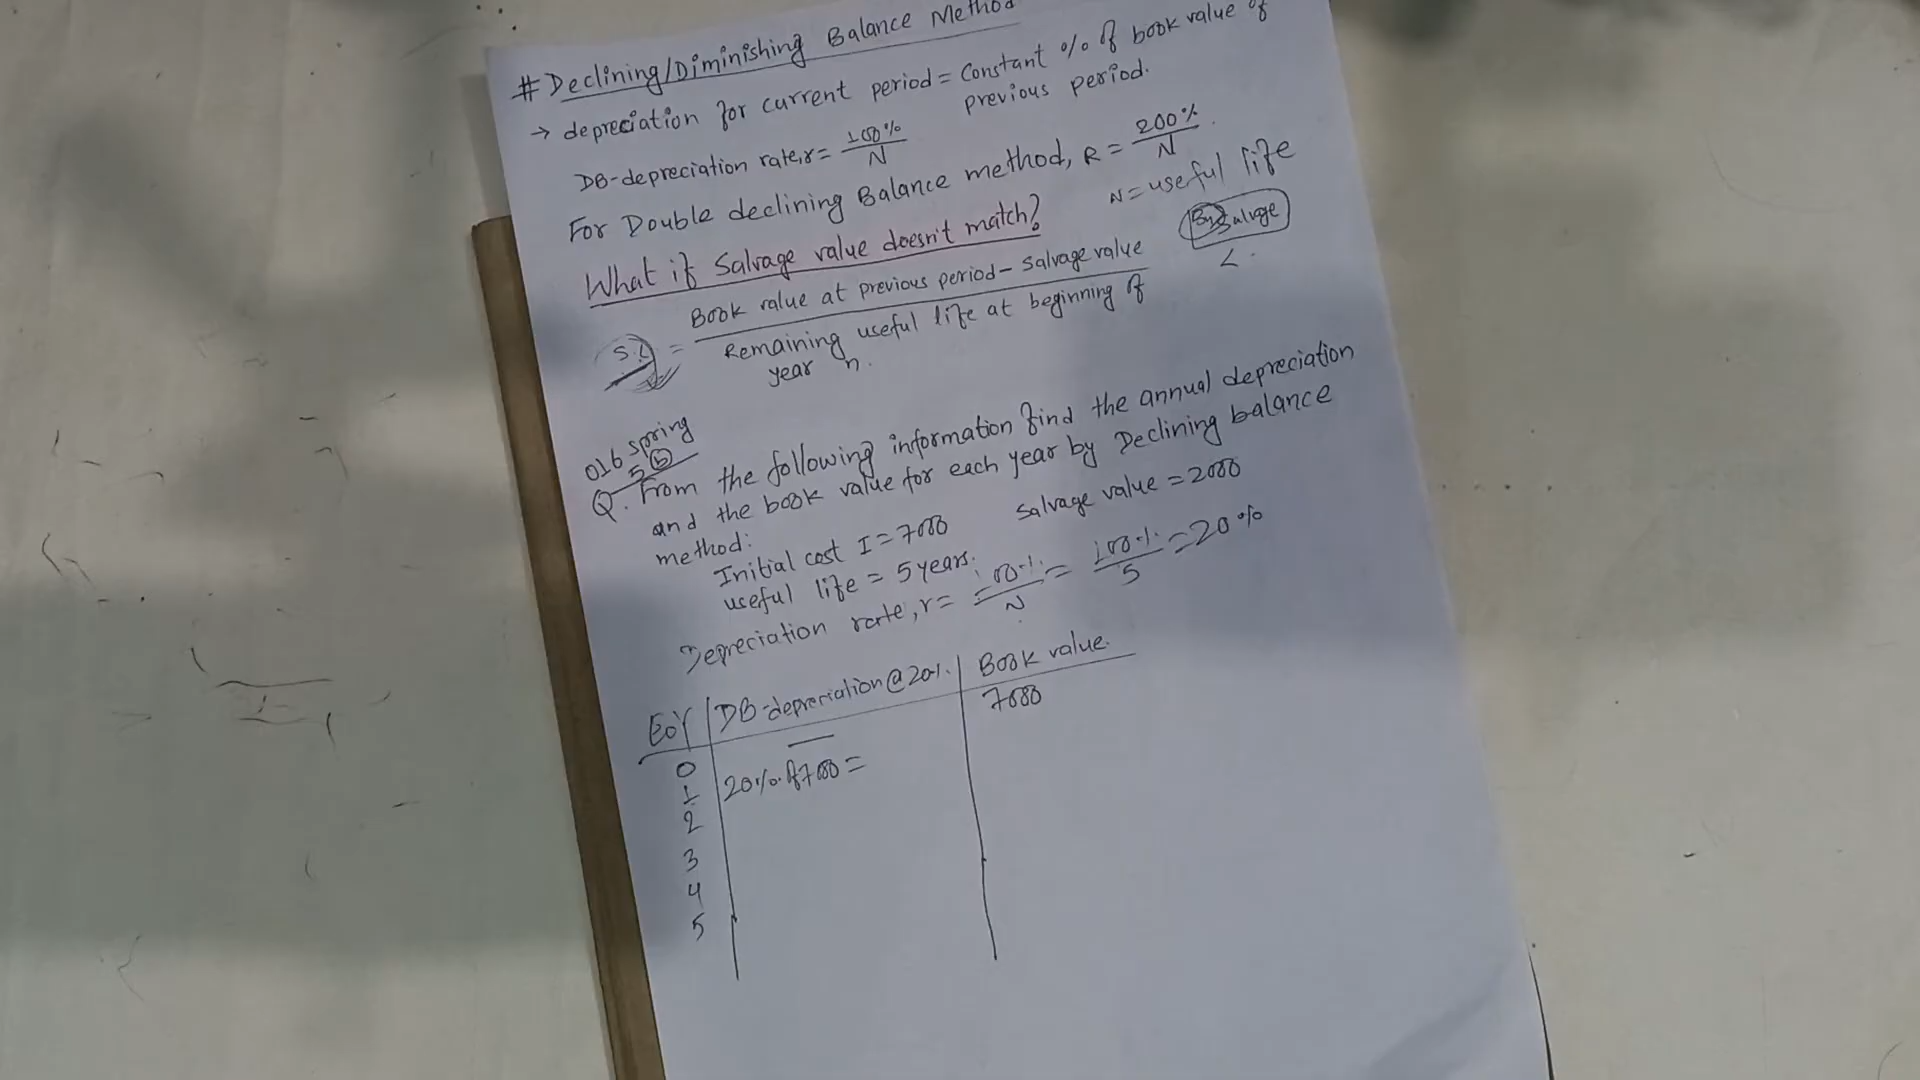 # Declining/Diminishing Balance Method
→ depreciation for current period = Constant % of book value of
previous period.
DB-depreciation rate, r = 100% / N
For Double declining Balance method, R = 200% / N
N = useful life
What if Salvage value doesn't match?
Salvage
<
S.L = Book value at previous period - Salvage value
Remaining useful life at beginning of
year n.
016 spring
5 b
Q. From the following information find the annual depreciation
and the book value for each year by Declining balance
method:
Initial cost I = 7000 Salvage value = 2000
useful life = 5 years.
Depreciation rate, r = 100% / N = 100% / 5 = 20%
EoY DB-depreciation @ 20% Book value.
0 — 7000
1 20% of 7000 =
2
3
4
5